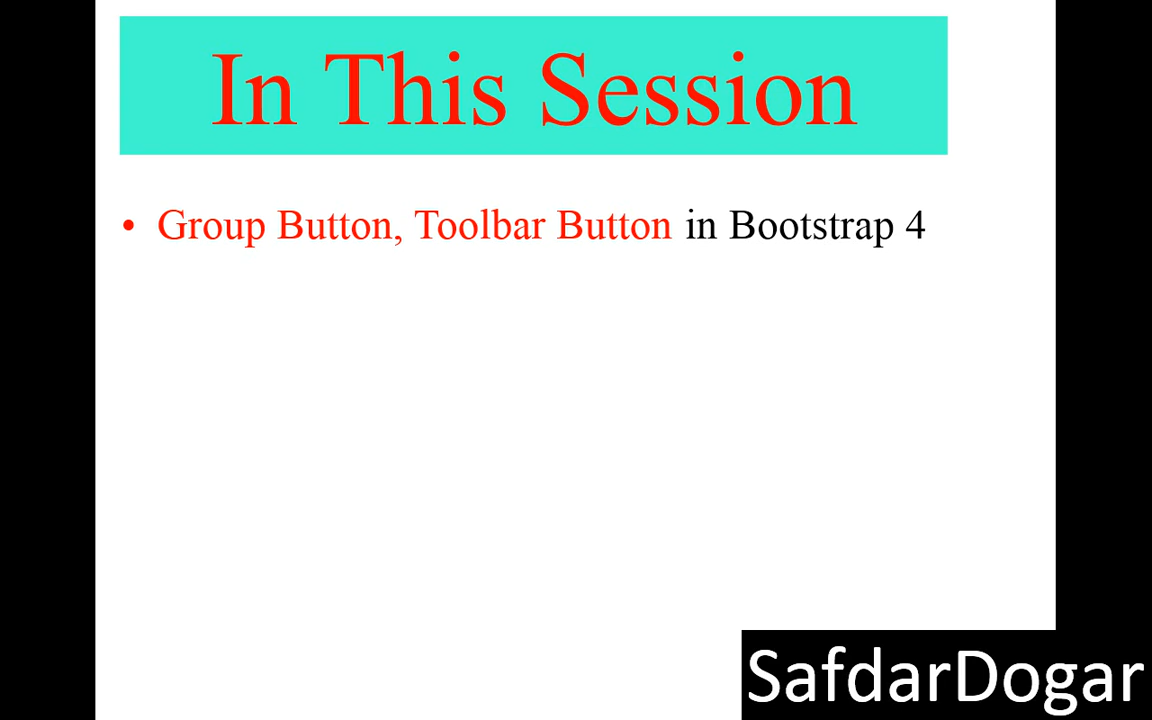 In This Session
• Group Button, Toolbar Button in Bootstrap 4
SafdarDogar